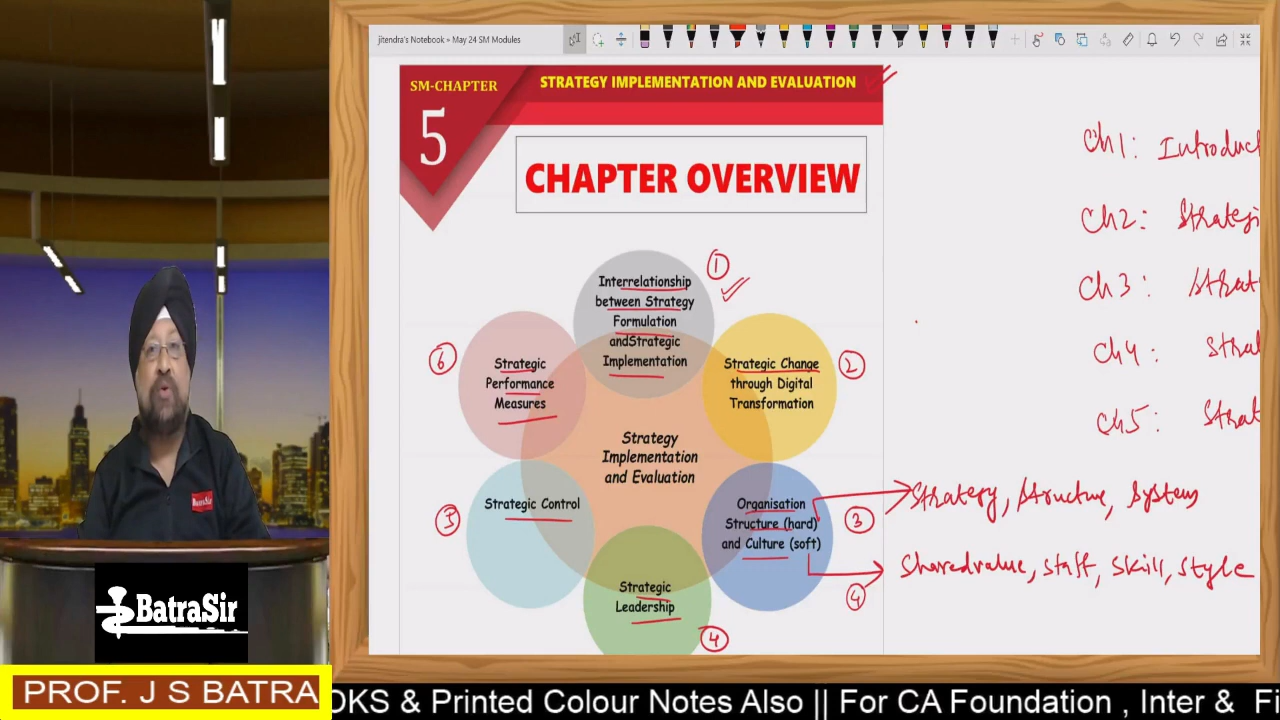 jitendra's Notebook » May 24 SM Modules
SM-CHAPTER
5
STRATEGY IMPLEMENTATION AND EVALUATION
CHAPTER OVERVIEW
Interrelationship
between Strategy
Formulation
andStrategic
Implementation
1
Strategic Change
through Digital
Transformation
2
Organisation
Structure (hard)
and Culture (soft)
3
Strategy, Structure, System
4
Sharedvalue, Staff, Skill, Style
Strategic
Leadership
4
Strategic Control
5
Strategic
Performance
Measures
6
Strategy
Implementation
and Evaluation
Ch1: Introduct
Ch2: Strategi
Ch3: Strat
Ch4: Strat
Ch5: Strat
BatraSir
BatraSir
PROF. J S BATRA
OKS & Printed Colour Notes Also || For CA Foundation , Inter & Fi